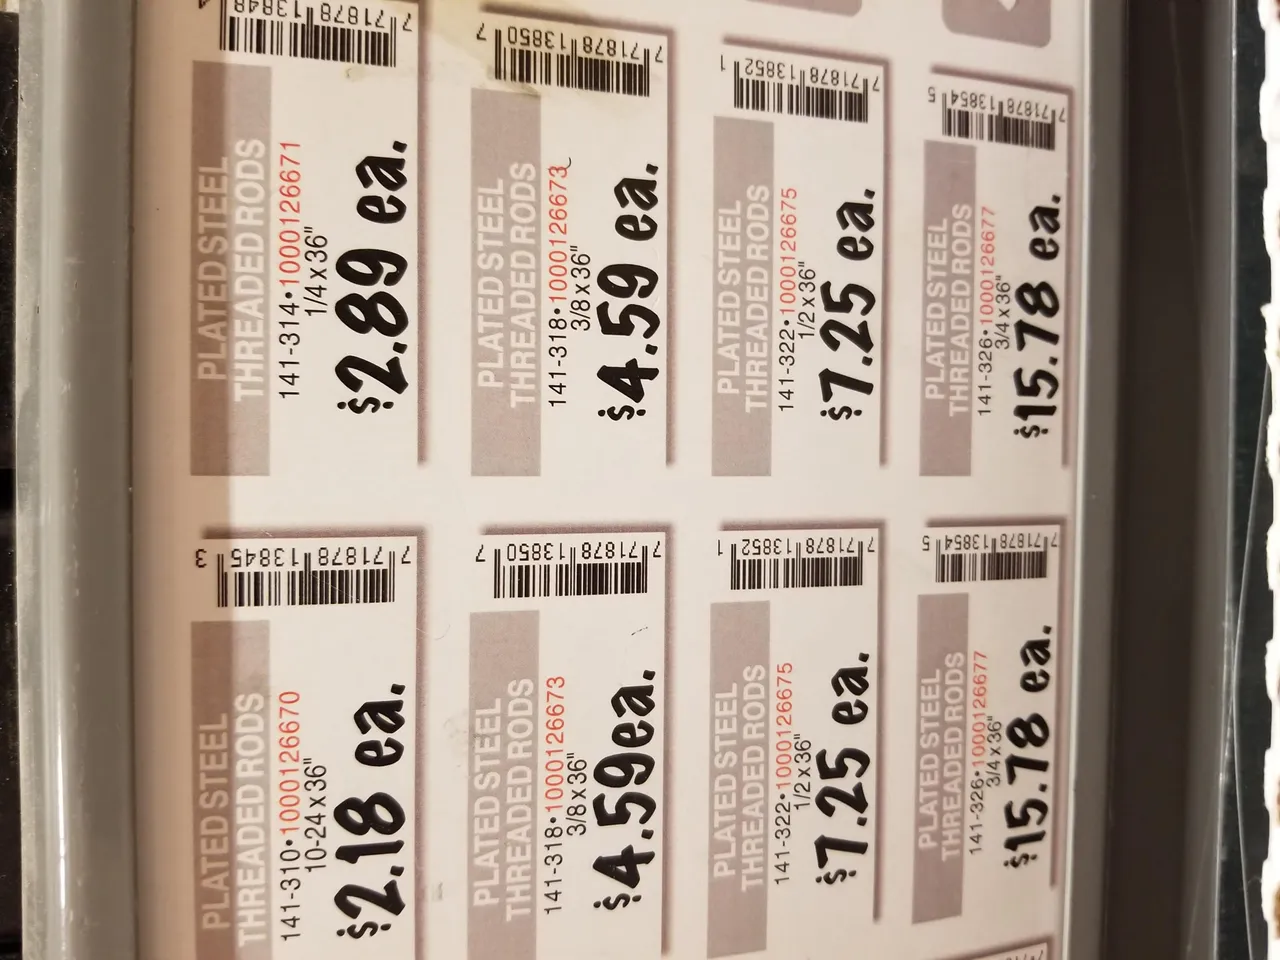 PLATED STEEL
THREADED RODS
141-310•1000126670
10-24 x 36"
$2.18 ea.
7 71878 13845 3
PLATED STEEL
THREADED RODS
141-314•1000126671
1/4 x 36"
$2.89 ea.
7 71878 13848 4
PLATED STEEL
THREADED RODS
141-318•1000126673
3/8 x 36"
$4.59 ea.
7 71878 13850 7
PLATED STEEL
THREADED RODS
141-318•1000126673
3/8 x 36"
$4.59 ea.
7 71878 13850 7
PLATED STEEL
THREADED RODS
141-322•1000126675
1/2 x 36"
$7.25 ea.
7 71878 13852 1
PLATED STEEL
THREADED RODS
141-322•1000126675
1/2 x 36"
$7.25 ea.
7 71878 13852 1
PLATED STEEL
THREADED RODS
141-326•1000126677
3/4 x 36"
$15.78 ea.
7 71878 13854 5
PLATED STEEL
THREADED RODS
141-326•1000126677
3/4 x 36"
$15.78 ea.
7 71878 13854 5